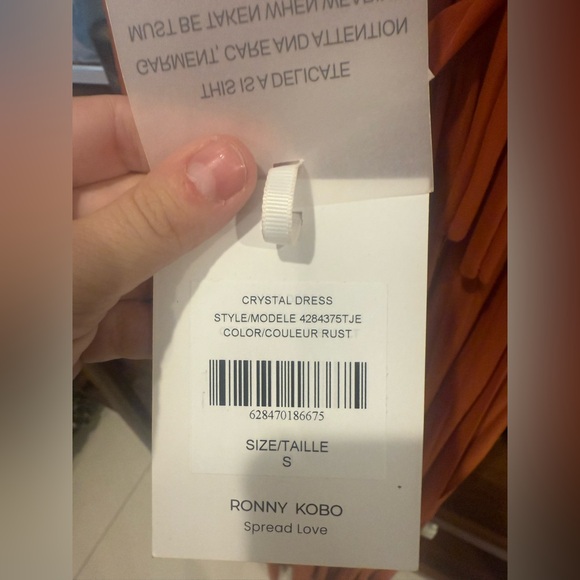 THIS IS A DELICATE
GARMENT, CARE AND ATTENTION
MUST BE TAKEN WHEN
CRYSTAL DRESS
STYLE/MODELE 4284375TJE
COLOR/COULEUR RUST
628470186675
SIZE/TAILLE
S
RONNY KOBO
Spread Love